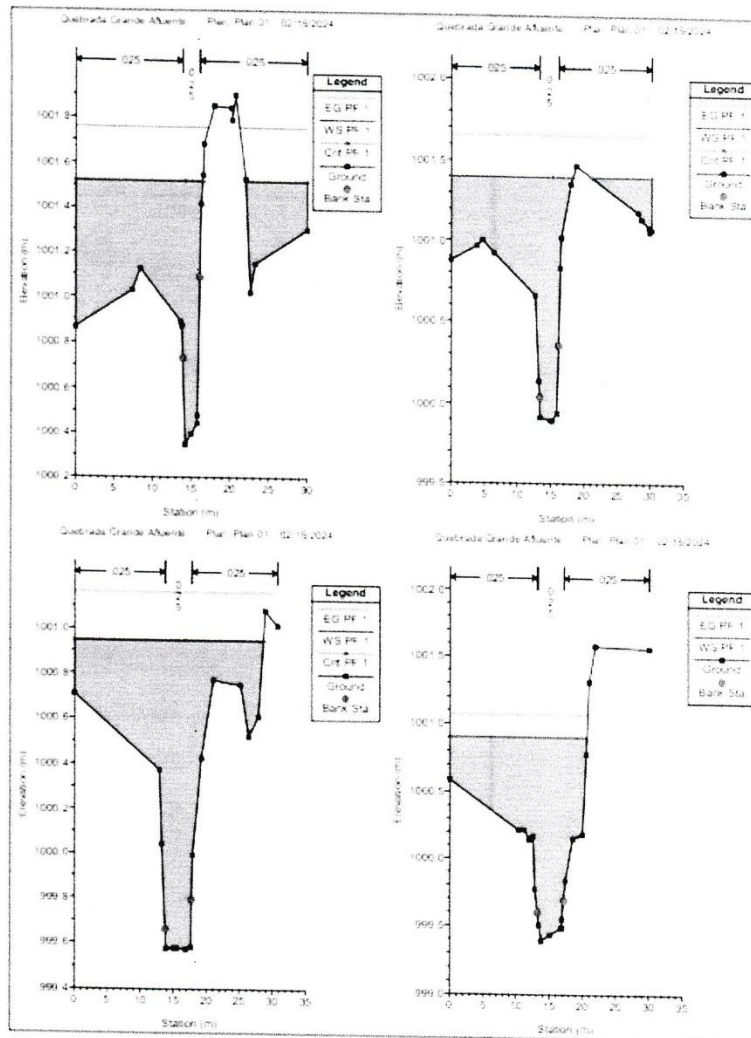 Quebrada Grande Afluente Plan: Plan 01 02/15/2024
.025
.025
Legend
EG PF 1
WS PF 1
Crit PF 1
Ground
Bank Sta
Elevation (m)
1001.8
1001.6
1001.4
1001.2
1001.0
1000.8
1000.6
1000.4
1000.2
0 5 10 15 20 25 30
Station (m)
Quebrada Grande Afluente Plan: Plan 01 02/15/2024
.025
.025
Legend
EG PF 1
WS PF 1
Crit PF 1
Ground
Bank Sta
Elevation (m)
1002.0
1001.5
1001.0
1000.5
1000.0
999.5
0 5 10 15 20 25 30 35
Station (m)
Quebrada Grande Afluente Plan: Plan 01 02/15/2024
.025
.025
Legend
EG PF 1
WS PF 1
Crit PF 1
Ground
Bank Sta
Elevation (m)
1001.0
1000.8
1000.6
1000.4
1000.2
1000.0
999.8
999.6
999.4
0 5 10 15 20 25 30 35
Station (m)
Quebrada Grande Afluente Plan: Plan 01 02/15/2024
.025
.025
Legend
EG PF 1
WS PF 1
Ground
Bank Sta
Elevation (m)
1002.0
1001.5
1001.0
1000.5
1000.0
999.5
999.0
0 5 10 15 20 25 30 35
Station (m)